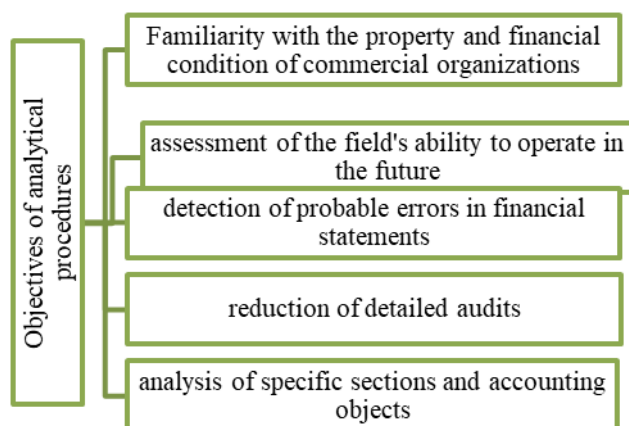 Objectives of analytical
procedures
Familiarity with the property and financial
condition of commercial organizations
assessment of the field's ability to operate in
the future
detection of probable errors in financial
statements
reduction of detailed audits
analysis of specific sections and accounting
objects